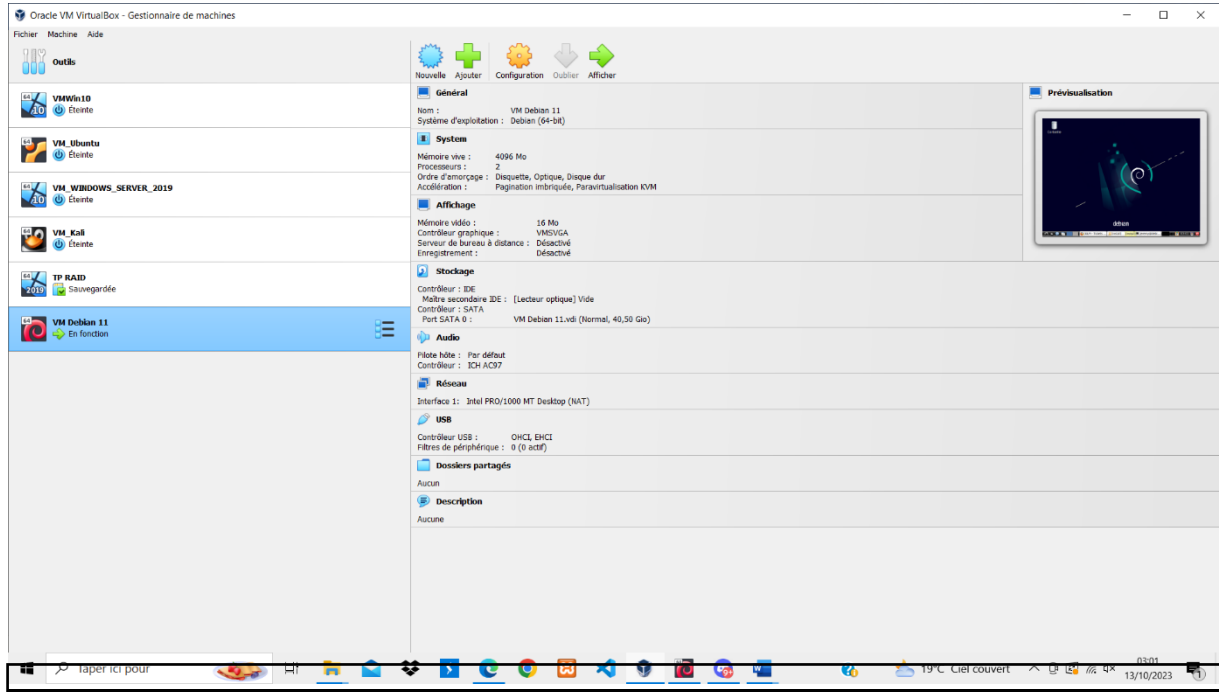 Oracle VM VirtualBox - Gestionnaire de machines
Fichier Machine Aide
Outils
Nouvelle Ajouter Configuration Oublier Afficher
VMWin10
Éteinte
VM_Ubuntu
Éteinte
VM_WINDOWS_SERVER_2019
Éteinte
VM_Kali
Éteinte
TP RAID
Sauvegardée
VM Debian 11
En fonction
Général
Nom : VM Debian 11
Système d'exploitation : Debian (64-bit)
System
Mémoire vive : 4096 Mo
Processeurs : 2
Ordre d'amorçage : Disquette, Optique, Disque dur
Accélération : Pagination imbriquée, Paravirtualisation KVM
Affichage
Mémoire vidéo : 16 Mo
Contrôleur graphique : VMSVGA
Serveur de bureau à distance : Désactivé
Enregistrement : Désactivé
Stockage
Contrôleur : IDE
Maître secondaire IDE : [Lecteur optique] Vide
Contrôleur : SATA
Port SATA 0 : VM Debian 11.vdi (Normal, 40,50 Gio)
Audio
Pilote hôte : Par défaut
Contrôleur : ICH AC97
Réseau
Interface 1: Intel PRO/1000 MT Desktop (NAT)
USB
Contrôleur USB : OHCI, EHCI
Filtres de périphérique : 0 (0 actif)
Dossiers partagés
Aucun
Description
Aucune
Prévisualisation
debian
Taper ici pour
19°C Ciel couvert
03:01
13/10/2023